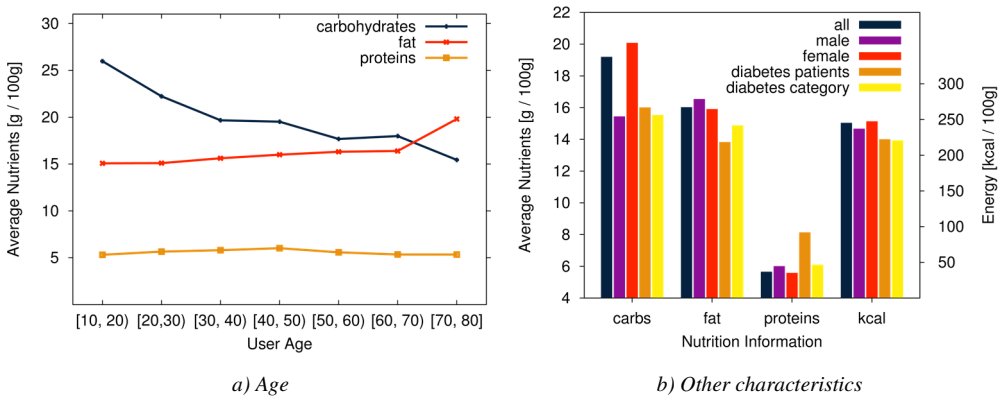 30
25
20
15
10
5
Average Nutrients [g / 100g]
carbohydrates
fat
proteins
[10, 20) [20,30) [30, 40) [40, 50) [50, 60) [60, 70) [70, 80]
User Age
a) Age
22
20
18
16
14
12
10
8
6
4
Average Nutrients [g / 100g]
all
male
female
diabetes patients
diabetes category
300
250
200
150
100
50
Energy [kcal / 100g]
carbs fat proteins kcal
Nutrition Information
b) Other characteristics